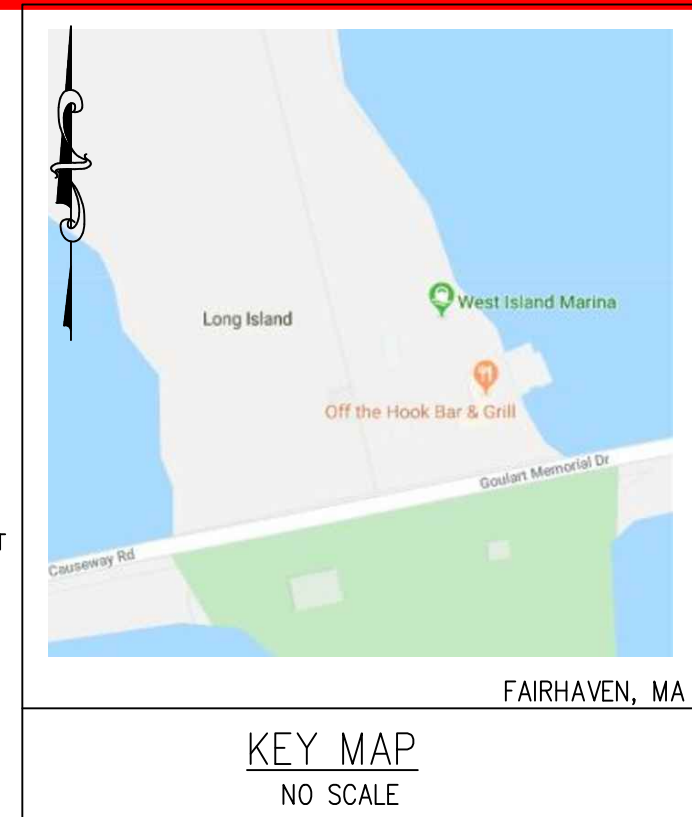 Long Island
West Island Marina
Off the Hook Bar & Grill
Goulart Memorial Dr
Causeway Rd
T
FAIRHAVEN, MA
KEY MAP
NO SCALE